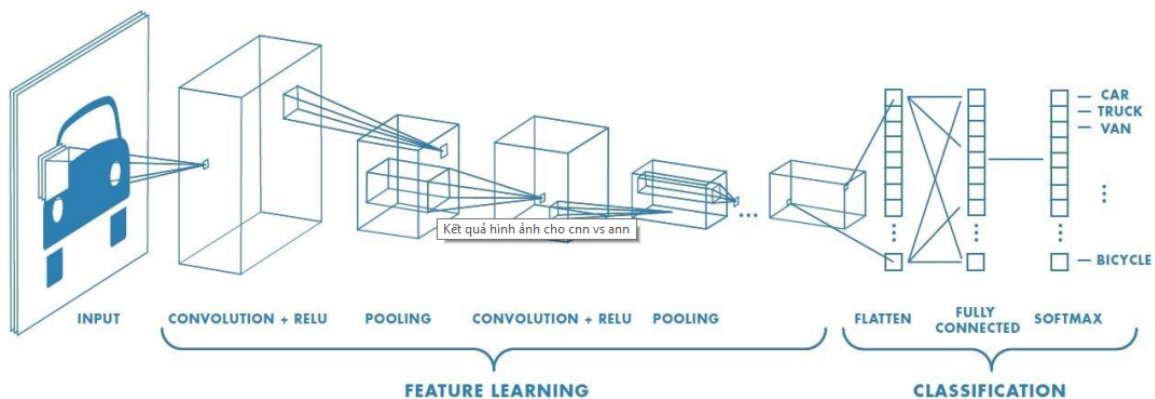 CAR
TRUCK
VAN
Kết quả hình ảnh cho cnn vs ann
BICYCLE
INPUT
CONVOLUTION + RELU
POOLING
CONVOLUTION + RELU
POOLING
FLATTEN
FULLY
CONNECTED
SOFTMAX
FEATURE LEARNING
CLASSIFICATION